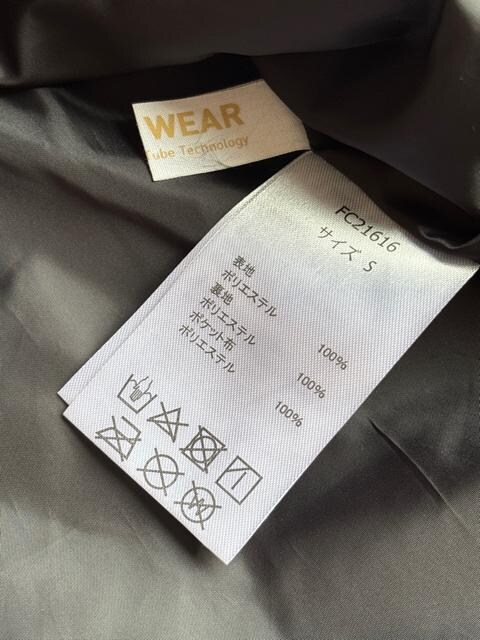 WEAR
Tube Technology
FC21616
サイズ S
表地
ポリエステル 100%
裏地
ポリエステル 100%
ポケット布
ポリエステル 100%